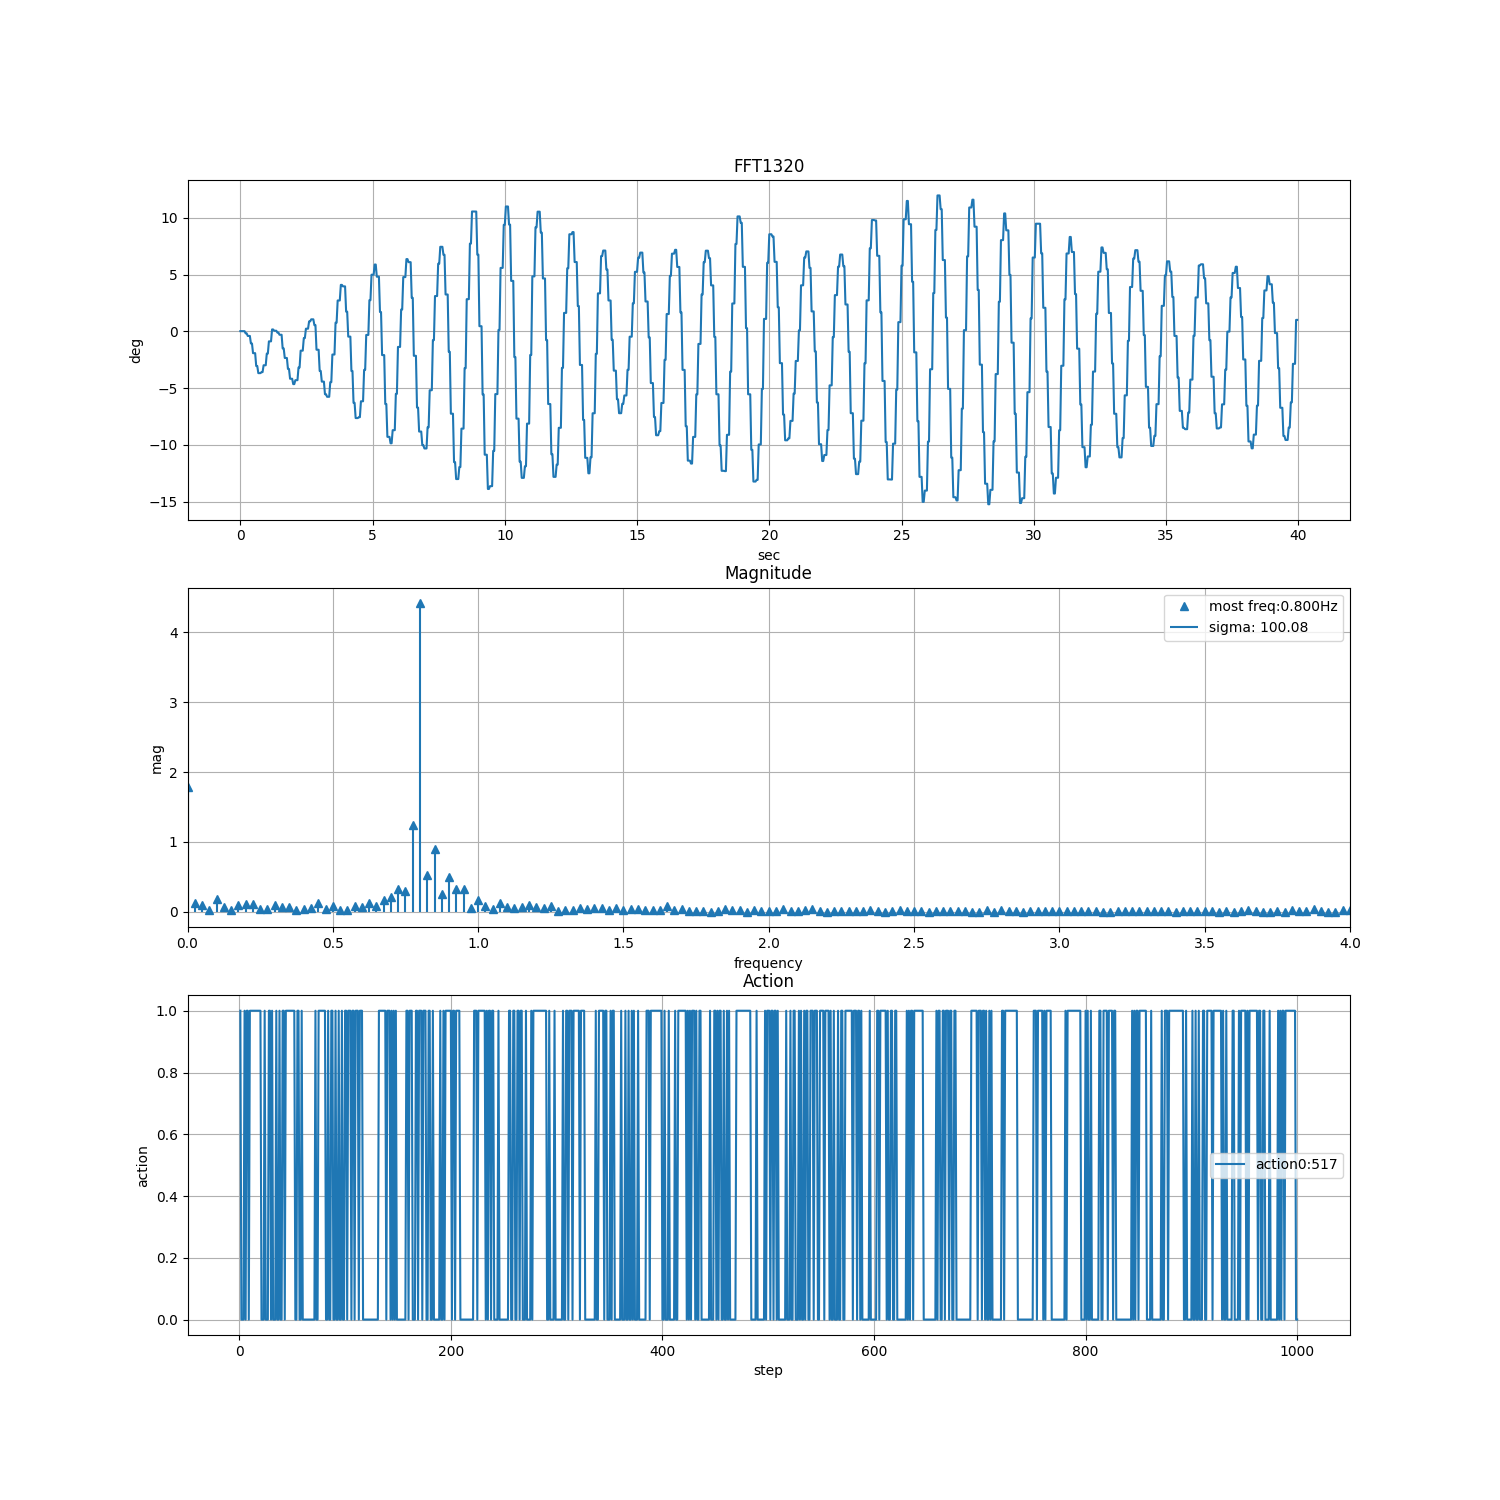 FFT1320
10
5
0
−5
−10
−15
deg
0 5 10 15 20 25 30 35 40
sec
Magnitude
most freq:0.800Hz
sigma: 100.08
4
3
2
1
0
mag
0.0 0.5 1.0 1.5 2.0 2.5 3.0 3.5 4.0
frequency
Action
1.0
0.8
0.6
0.4
0.2
0.0
action
action0:517
0 200 400 600 800 1000
step